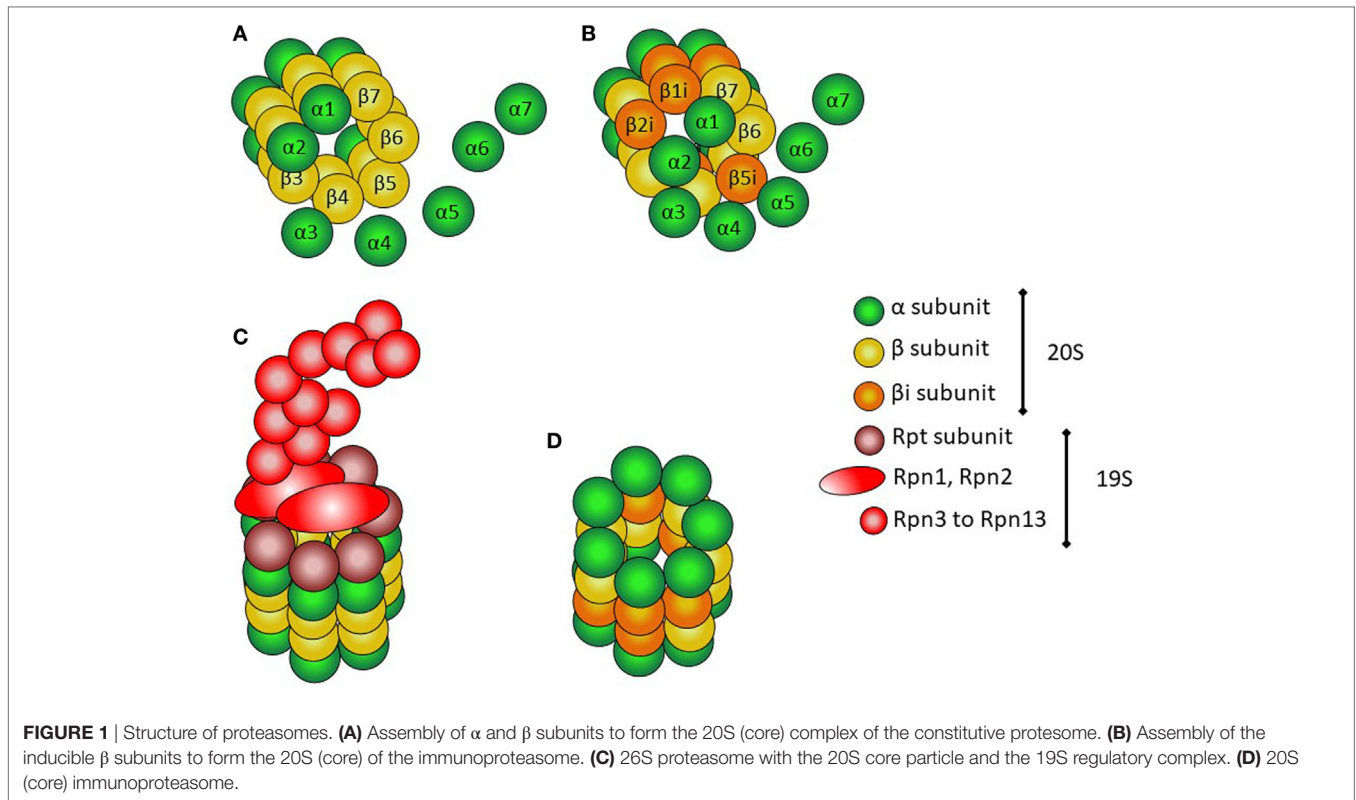 A
β7
α1
α2
β6
β3
β5
β4
α3
α4
α5
α6
α7
B
β1i
β7
β2i
α1
β6
α2
β5i
α3
α4
α5
α6
α7
C
D
α subunit
β subunit
βi subunit
20S
Rpt subunit
Rpn1, Rpn2
Rpn3 to Rpn13
19S
FIGURE 1 | Structure of proteasomes. (A) Assembly of α and β subunits to form the 20S (core) complex of the constitutive protesome. (B) Assembly of the
inducible β subunits to form the 20S (core) of the immunoproteasome. (C) 26S proteasome with the 20S core particle and the 19S regulatory complex. (D) 20S
(core) immunoproteasome.